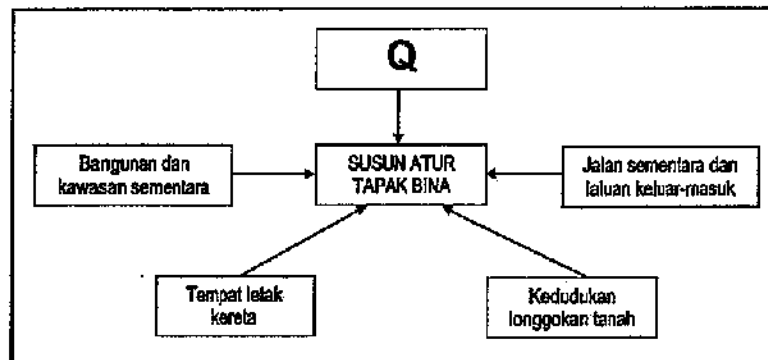 Q
Bangunan dan
kawasan sementara
SUSUN ATUR
TAPAK BINA
Jalan sementara dan
laluan keluar-masuk
Tempat letak
kereta
Kedudukan
longgokan tanah